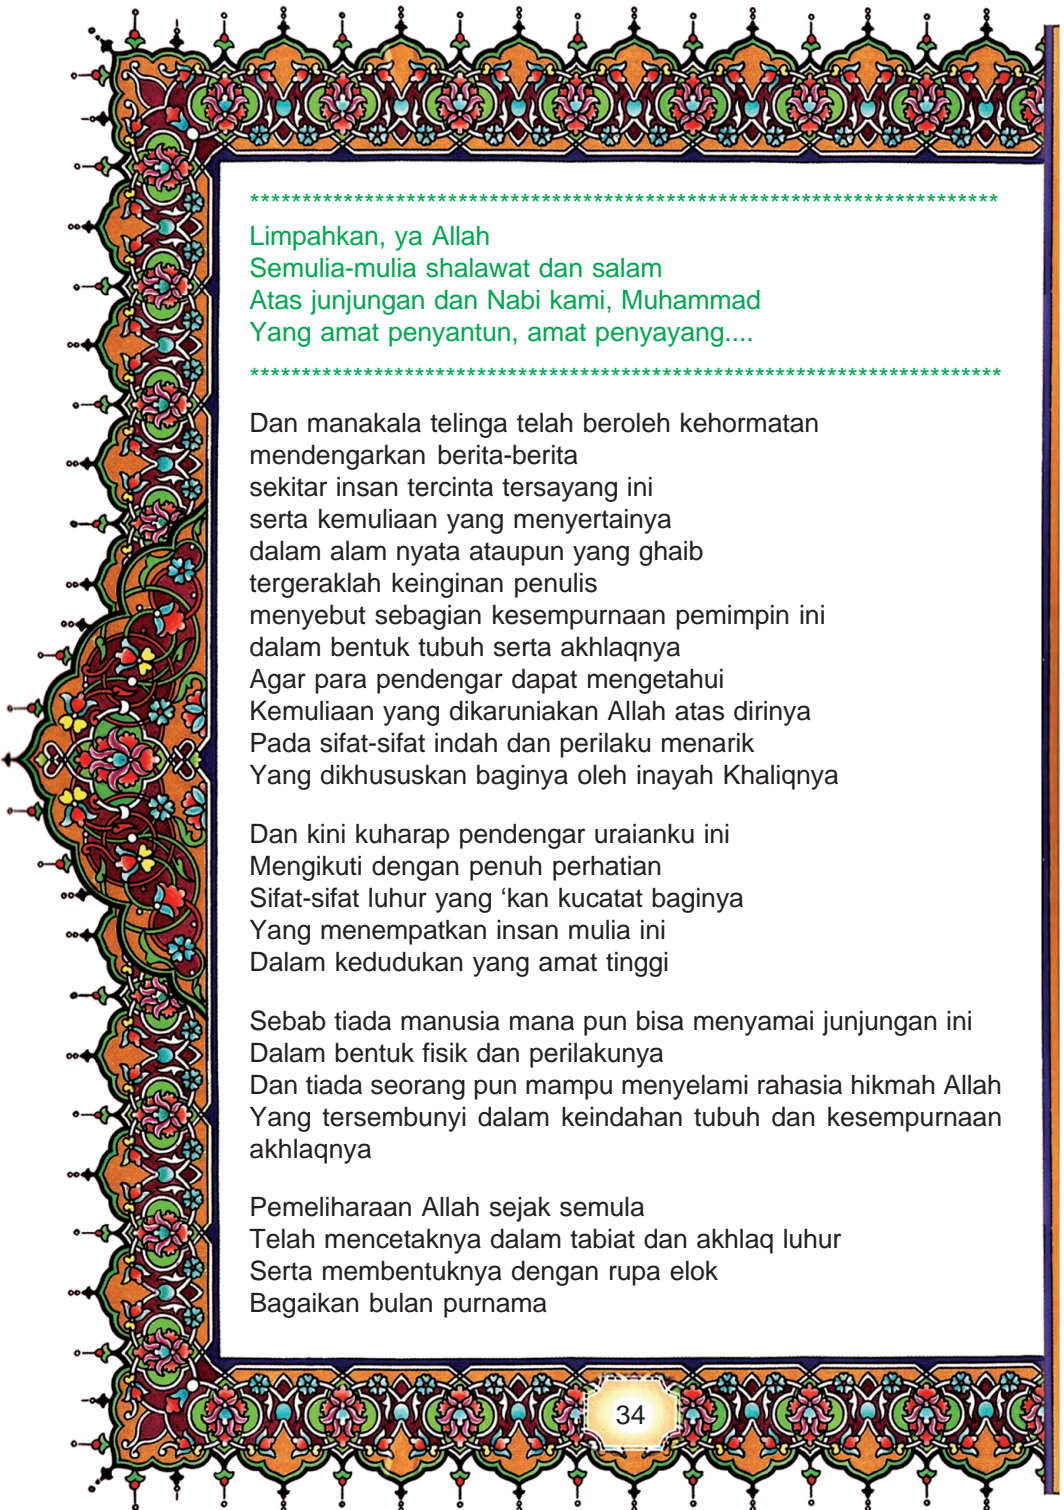 ************************************************************************
Limpahkan, ya Allah
Semulia-mulia shalawat dan salam
Atas junjungan dan Nabi kami, Muhammad
Yang amat penyantun, amat penyayang....
*************************************************************************
Dan manakala telinga telah beroleh kehormatan
mendengarkan berita-berita
sekitar insan tercinta tersayang ini
serta kemuliaan yang menyertainya
dalam alam nyata ataupun yang ghaib
tergeraklah keinginan penulis
menyebut sebagian kesempurnaan pemimpin ini
dalam bentuk tubuh serta akhlaqnya
Agar para pendengar dapat mengetahui
Kemuliaan yang dikaruniakan Allah atas dirinya
Pada sifat-sifat indah dan perilaku menarik
Yang dikhususkan baginya oleh inayah Khaliqnya
Dan kini kuharap pendengar uraianku ini
Mengikuti dengan penuh perhatian
Sifat-sifat luhur yang ‘kan kucatat baginya
Yang menempatkan insan mulia ini
Dalam kedudukan yang amat tinggi
Sebab tiada manusia mana pun bisa menyamai junjungan ini
Dalam bentuk fisik dan perilakunya
Dan tiada seorang pun mampu menyelami rahasia hikmah Allah
Yang tersembunyi dalam keindahan tubuh dan kesempurnaan
akhlaqnya
Pemeliharaan Allah sejak semula
Telah mencetaknya dalam tabiat dan akhlaq luhur
Serta membentuknya dengan rupa elok
Bagaikan bulan purnama
34